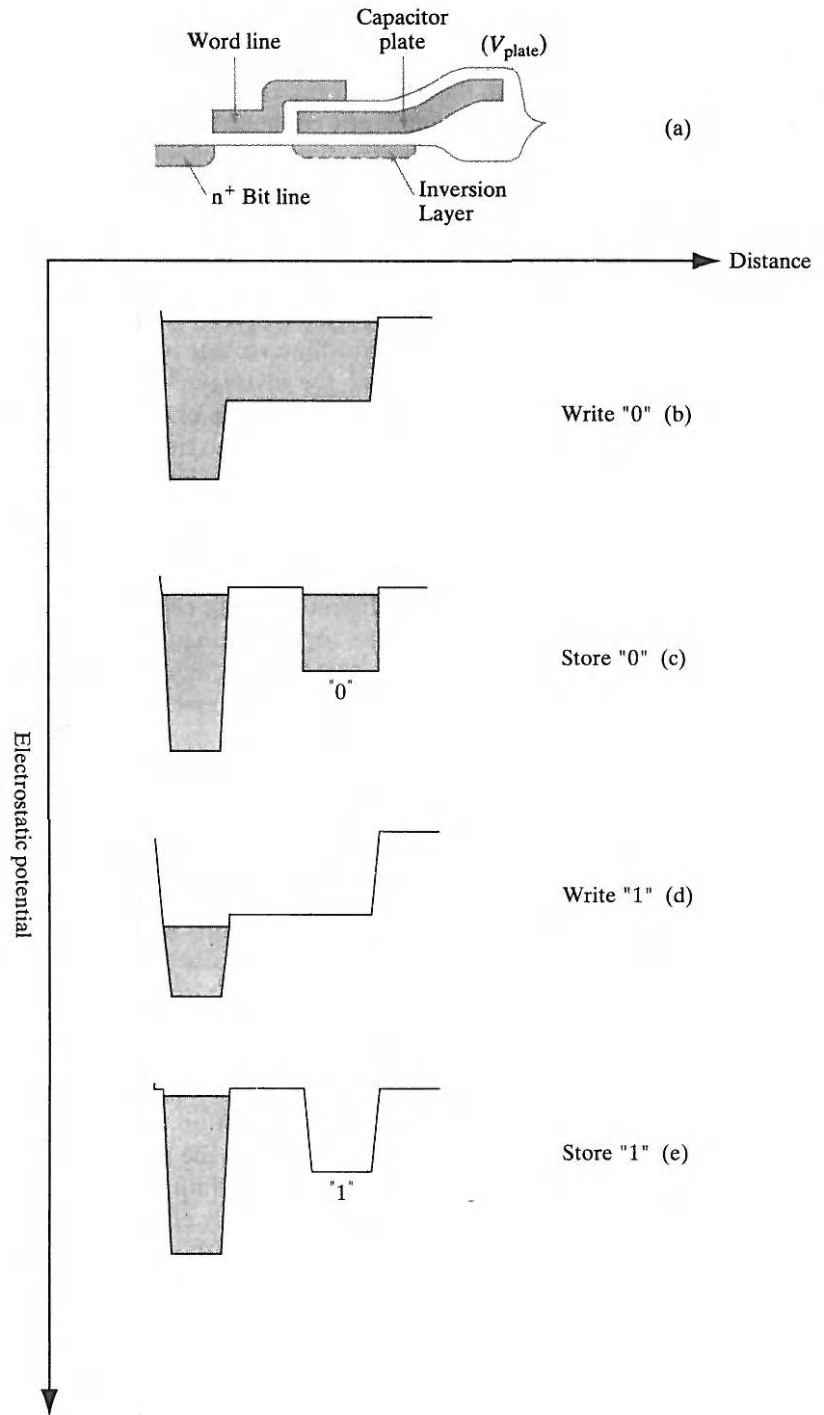 Capacitor
plate
Word line
(V_plate)
(a)
n⁺ Bit line
Inversion
Layer
Distance
Write "0" (b)
Store "0" (c)
"0"
Electrostatic potential
Write "1" (d)
Store "1" (e)
"1"